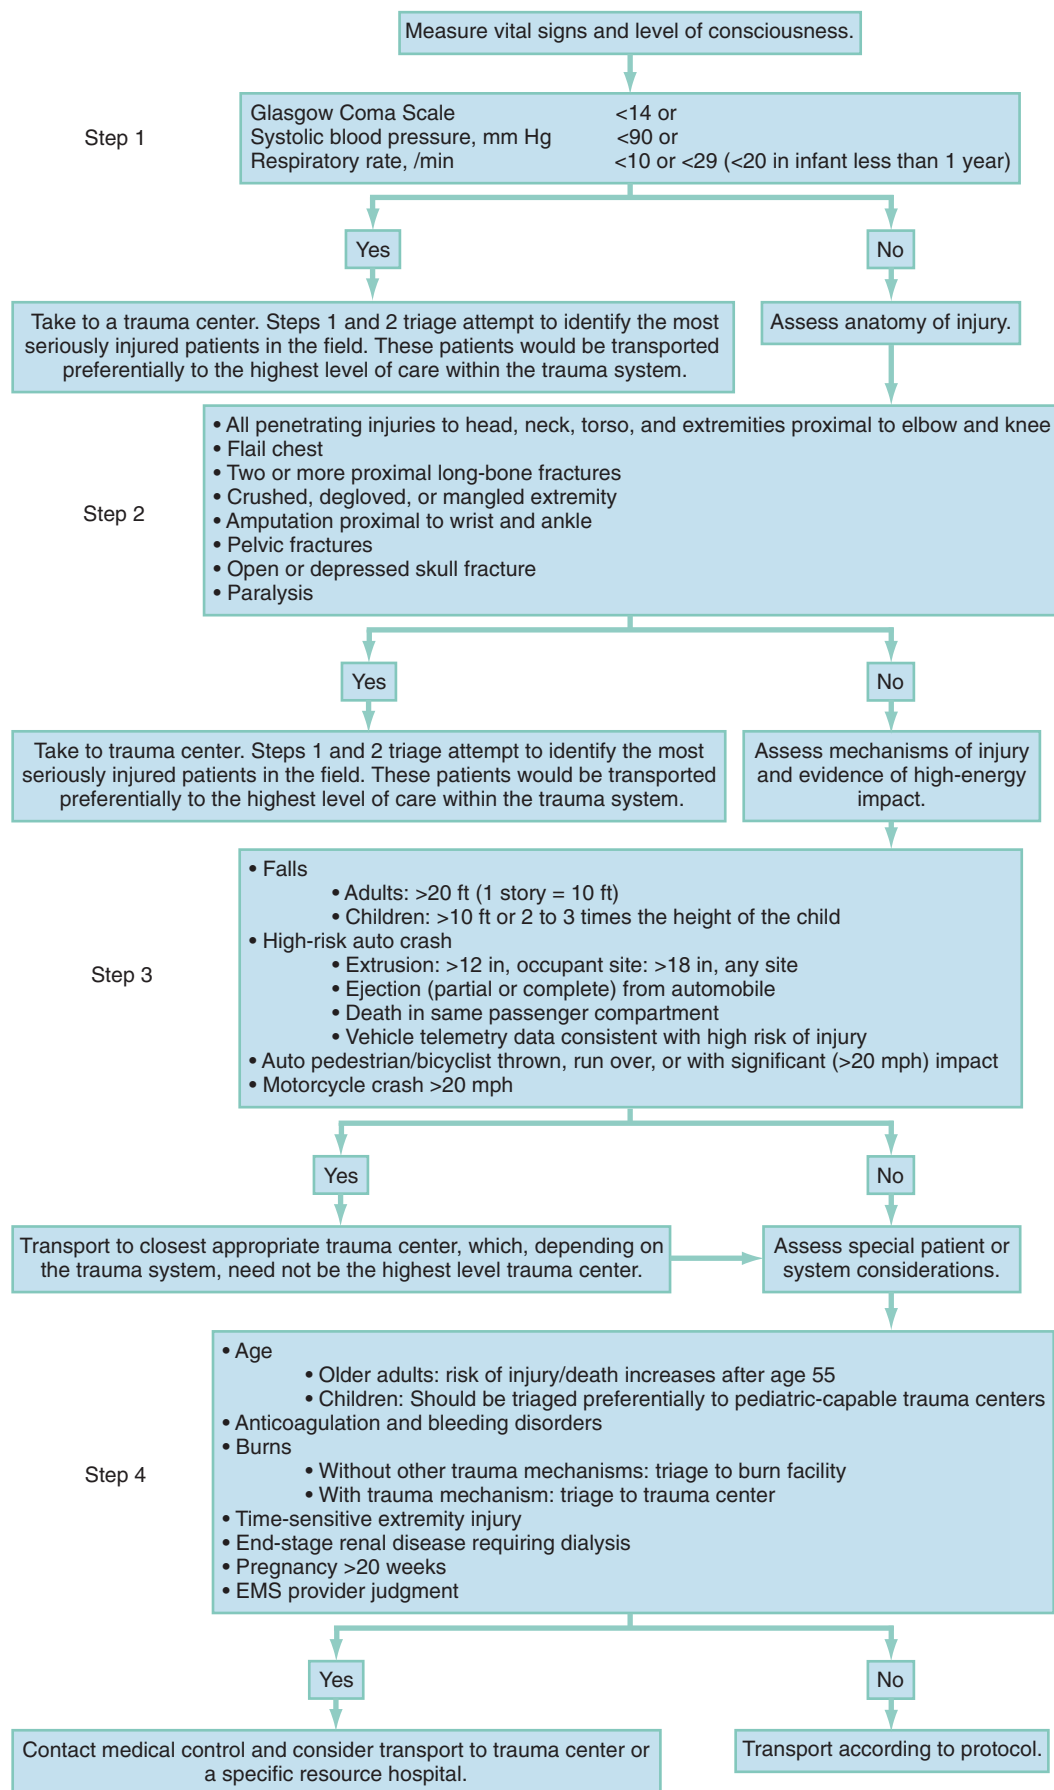 Measure vital signs and level of consciousness.
Step 1
Glasgow Coma Scale <14 or
Systolic blood pressure, mm Hg <90 or
Respiratory rate, /min <10 or <29 (<20 in infant less than 1 year)
Yes
No
Take to a trauma center. Steps 1 and 2 triage attempt to identify the most
seriously injured patients in the field. These patients would be transported
preferentially to the highest level of care within the trauma system.
Assess anatomy of injury.
Step 2
• All penetrating injuries to head, neck, torso, and extremities proximal to elbow and knee
• Flail chest
• Two or more proximal long-bone fractures
• Crushed, degloved, or mangled extremity
• Amputation proximal to wrist and ankle
• Pelvic fractures
• Open or depressed skull fracture
• Paralysis
Yes
No
Take to trauma center. Steps 1 and 2 triage attempt to identify the most
seriously injured patients in the field. These patients would be transported
preferentially to the highest level of care within the trauma system.
Assess mechanisms of injury
and evidence of high-energy
impact.
Step 3
• Falls
• Adults: >20 ft (1 story = 10 ft)
• Children: >10 ft or 2 to 3 times the height of the child
• High-risk auto crash
• Extrusion: >12 in, occupant site: >18 in, any site
• Ejection (partial or complete) from automobile
• Death in same passenger compartment
• Vehicle telemetry data consistent with high risk of injury
• Auto pedestrian/bicyclist thrown, run over, or with significant (>20 mph) impact
• Motorcycle crash >20 mph
Yes
No
Transport to closest appropriate trauma center, which, depending on
the trauma system, need not be the highest level trauma center.
Assess special patient or
system considerations.
Step 4
• Age
• Older adults: risk of injury/death increases after age 55
• Children: Should be triaged preferentially to pediatric-capable trauma centers
• Anticoagulation and bleeding disorders
• Burns
• Without other trauma mechanisms: triage to burn facility
• With trauma mechanism: triage to trauma center
• Time-sensitive extremity injury
• End-stage renal disease requiring dialysis
• Pregnancy >20 weeks
• EMS provider judgment
Yes
No
Contact medical control and consider transport to trauma center or
a specific resource hospital.
Transport according to protocol.